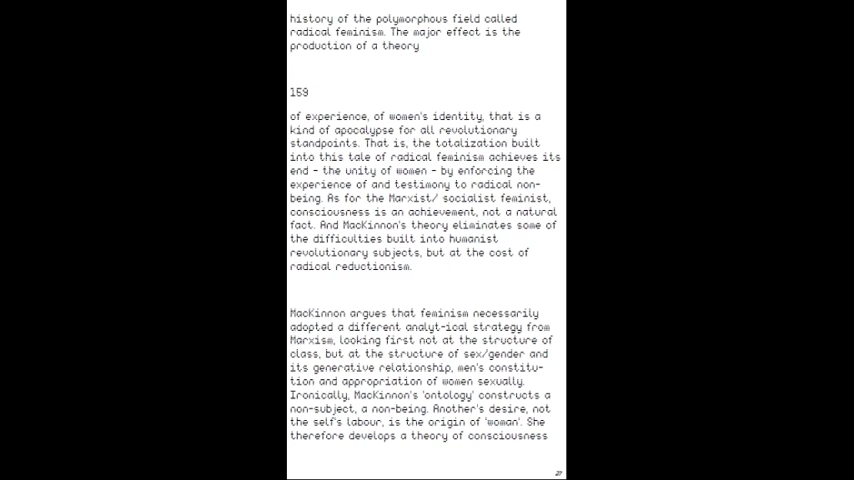 history of the polymorphous field called
radical feminism. The major effect is the
production of a theory
159
of experience, of women's identity, that is a
kind of apocalypse for all revolutionary
standpoints. That is, the totalization built
into this tale of radical feminism achieves its
end - the unity of women - by enforcing the
experience of and testimony to radical non-
being. As for the Marxist/ socialist feminist,
consciousness is an achievement, not a natural
fact. And MacKinnon's theory eliminates some of
the difficulties built into humanist
revolutionary subjects, but at the cost of
radical reductionism.
MacKinnon argues that feminism necessarily
adopted a different analyt-ical strategy from
Marxism, looking first not at the structure of
class, but at the structure of sex/gender and
its generative relationship, men's constitu-
tion and appropriation of women sexually.
Ironically, MacKinnon's 'ontology' constructs a
non-subject, a non-being. Another's desire, not
the self's labour, is the origin of 'woman'. She
therefore develops a theory of consciousness
27